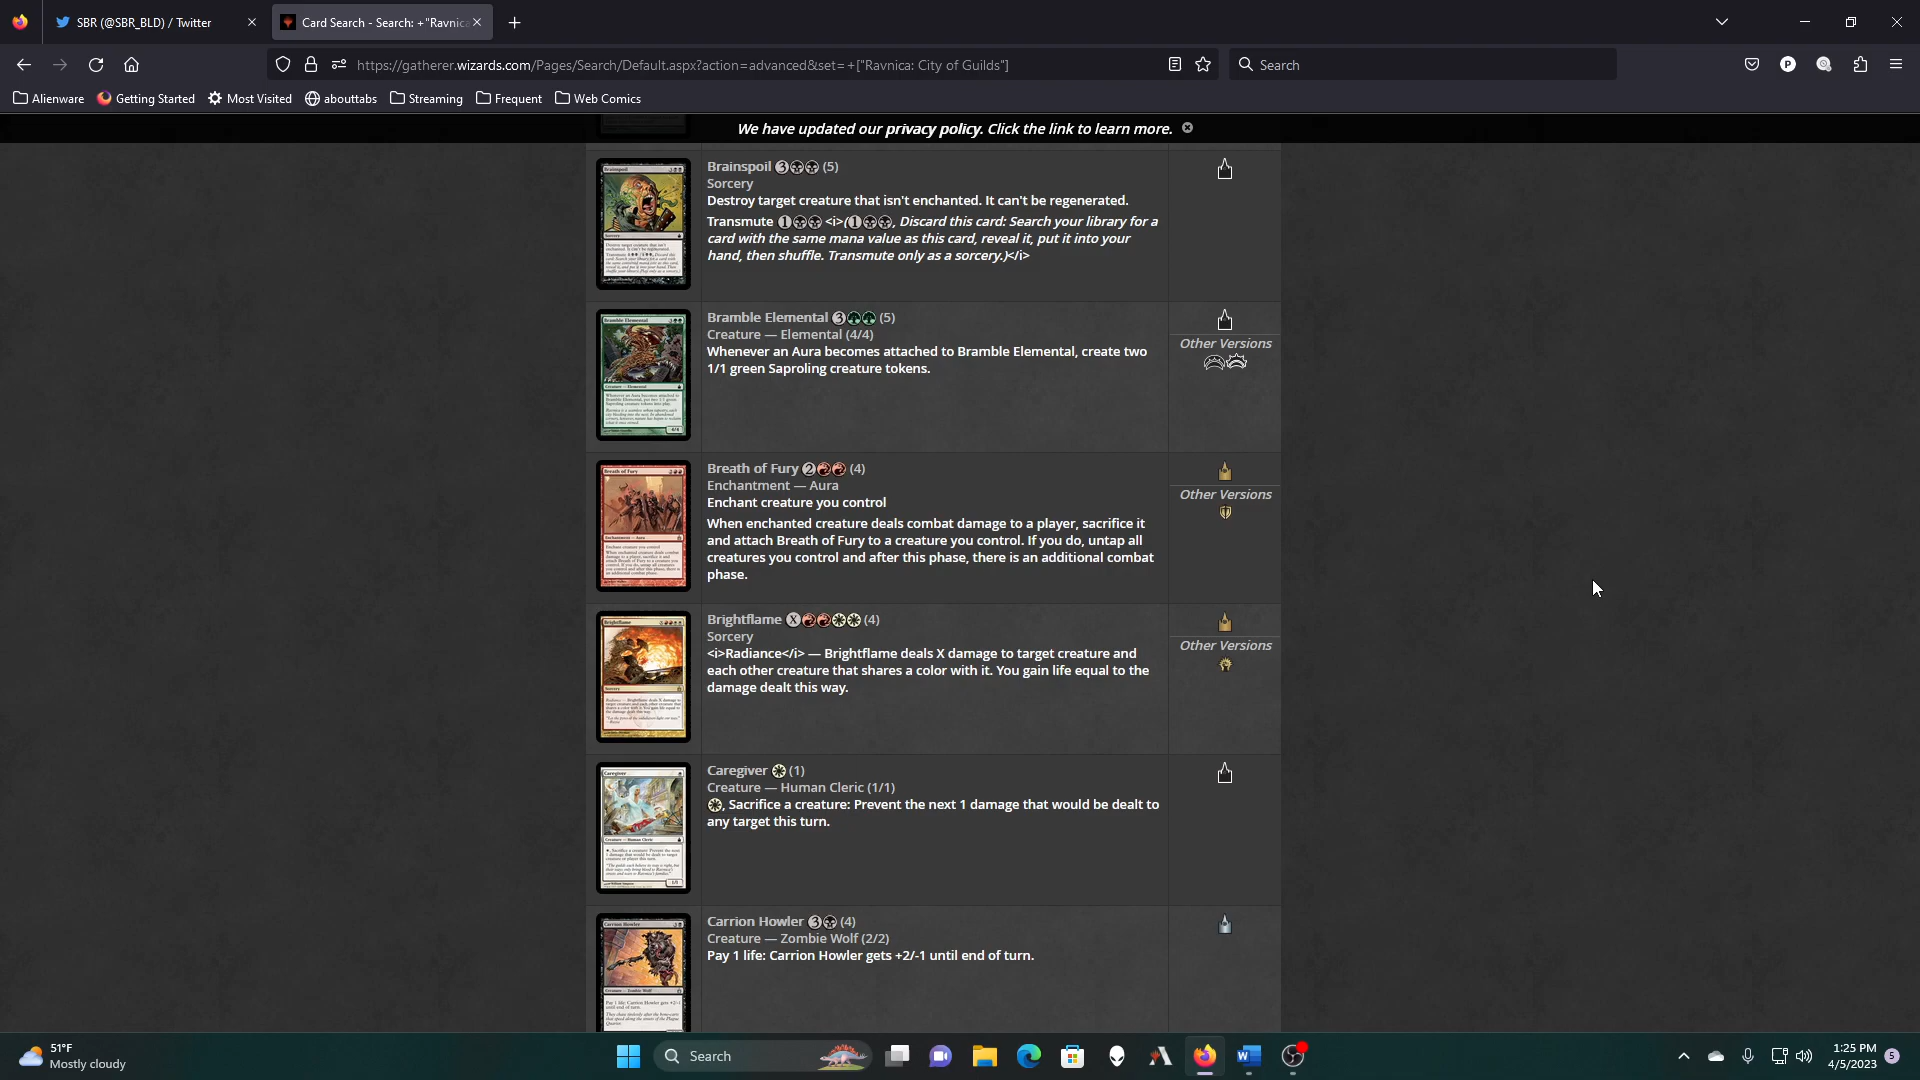 SBR (@SBR_BLD) / Twitter
Card Search - Search: +"Ravnica
https://gatherer.wizards.com/Pages/Search/Default.aspx?action=advanced&set=+["Ravnica: City of Guilds"]
Search
Alienware
Getting Started
Most Visited
abouttabs
Streaming
Frequent
Web Comics
We have updated our privacy policy. Click the link to learn more.
Brainspoil 3 (5)
Sorcery
Destroy target creature that isn't enchanted. It can't be regenerated.
Transmute 1 <i>(1, Discard this card: Search your library for a
card with the same mana value as this card, reveal it, put it into your
hand, then shuffle. Transmute only as a sorcery.)</i>
Bramble Elemental 3 (5)
Creature — Elemental (4/4)
Whenever an Aura becomes attached to Bramble Elemental, create two
1/1 green Saproling creature tokens.
Other Versions
Breath of Fury 2 (4)
Enchantment — Aura
Enchant creature you control
When enchanted creature deals combat damage to a player, sacrifice it
and attach Breath of Fury to a creature you control. If you do, untap all
creatures you control and after this phase, there is an additional combat
phase.
Other Versions
Brightflame X (4)
Sorcery
<i>Radiance</i> — Brightflame deals X damage to target creature and
each other creature that shares a color with it. You gain life equal to the
damage dealt this way.
Other Versions
Caregiver (1)
Creature — Human Cleric (1/1)
, Sacrifice a creature: Prevent the next 1 damage that would be dealt to
any target this turn.
Carrion Howler 3 (4)
Creature — Zombie Wolf (2/2)
Pay 1 life: Carrion Howler gets +2/-1 until end of turn.
51°F
Mostly cloudy
Search
1:25 PM
4/5/2023
5